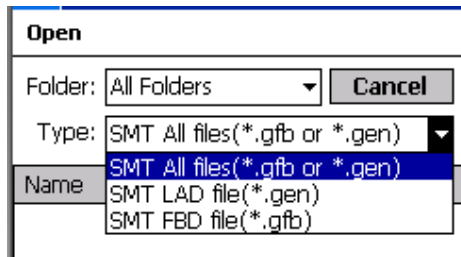 Open
Folder: All Folders Cancel
Type: SMT All files(*.gfb or *.gen)
SMT All files(*.gfb or *.gen)
Name
SMT LAD file(*.gen)
SMT FBD file(*.gfb)